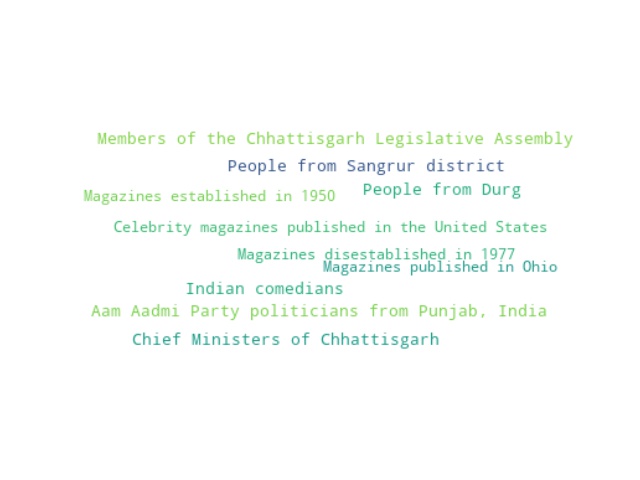 Members of the Chhattisgarh Legislative Assembly
People from Sangrur district
People from Durg
Magazines established in 1950
Celebrity magazines published in the United States
Magazines disestablished in 1977
Magazines published in Ohio
Indian comedians
Aam Aadmi Party politicians from Punjab, India
Chief Ministers of Chhattisgarh